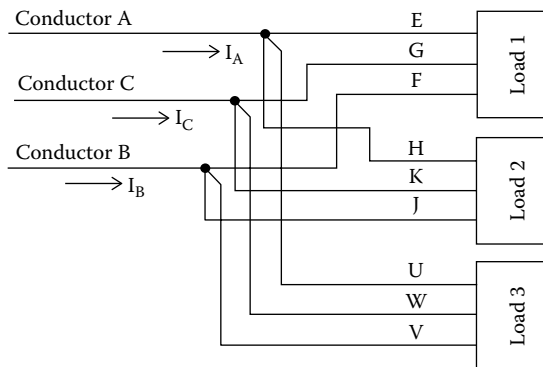 Conductor A
E
I_A
G
Load 1
Conductor C
F
I_C
H
Conductor B
K
Load 2
I_B
J
U
W
Load 3
V